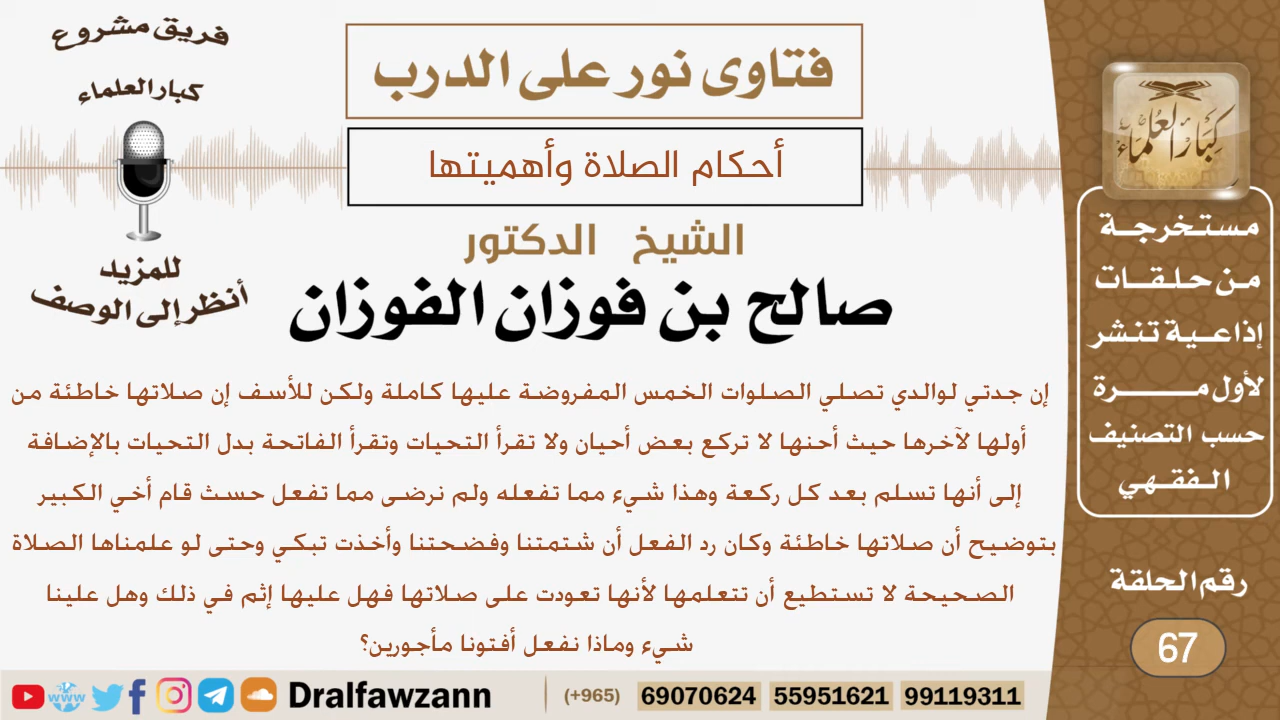 فريق مشروع
كبار العلماء
للمزيد
أنظر إلى الوصف
فتاوى نور على الدرب
أحكام الصلاة وأهميتها
الشيخ الدكتور
صالح بن فوزان الفوزان
إن جدتي لوالدي تصلي الصلوات الخمس المفروضة عليها كاملة ولكن للأسف إن صلاتها خاطئة من
أولها لآخرها حيث أحنها لا تركع بعض أحيان ولا تقرأ التحيات وتقرأ الفاتحة بدل التحيات بالإضافة
إلى أنها تسلم بعد كل ركعة وهذا شيء مما تفعله ولم نرضى مما تفعل حسث قام أخي الكبير
بتوضيح أن صلاتها خاطئة وكان رد الفعل أن شتمتنا وفضحتنا وأخذت تبكي وحتى لو علمناها الصلاة
الصحيحة لا تستطيع أن تتعلمها لأنها تعودت على صلاتها فهل عليها إثم في ذلك وهل علينا
شيء وماذا نفعل أفتونا مأجورين؟
كبار العلماء
مستخرجة
من حلقات
إذاعية تنشر
لأول مرة
حسب التصنيف
الفقهي
رقم الحلقة
67
www
Dralfawzann
(+965) 69070624 55951621 99119311